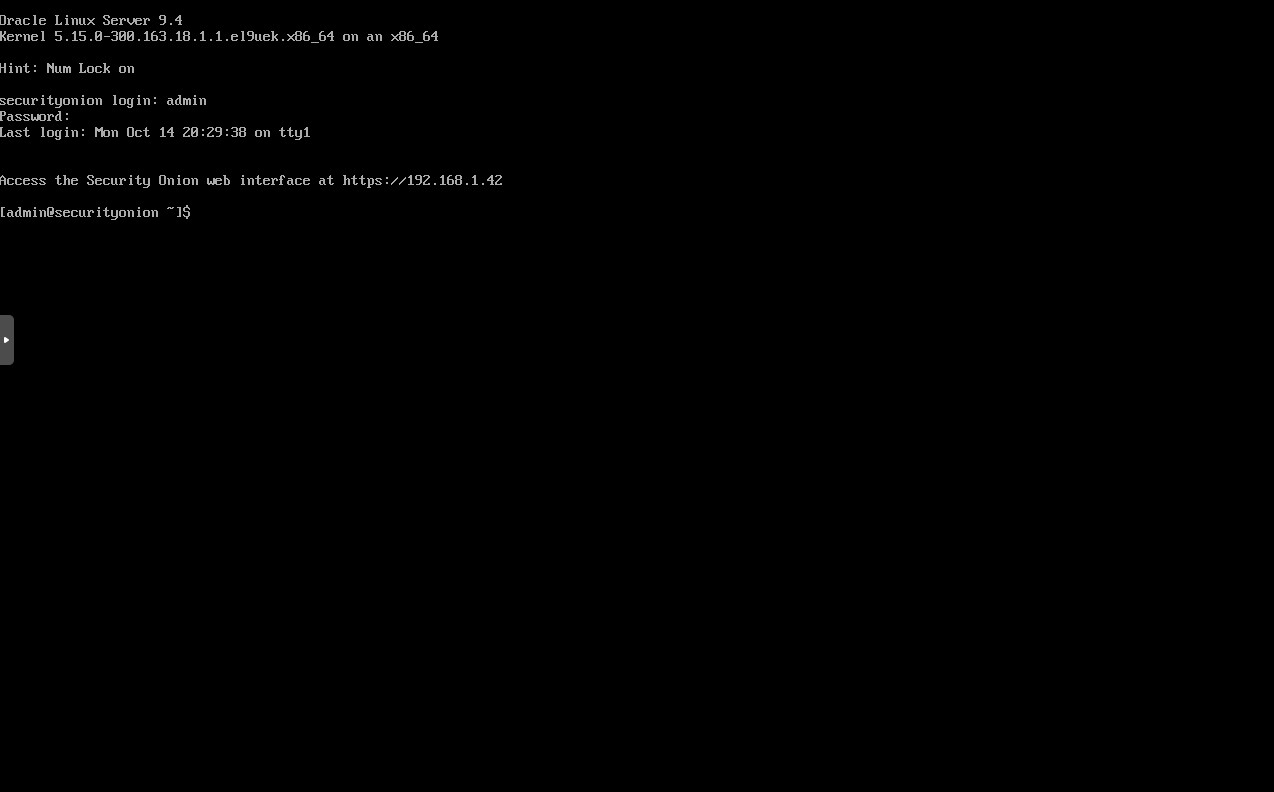 Oracle Linux Server 9.4
Kernel 5.15.0-300.163.18.1.1.el9uek.x86_64 on an x86_64
Hint: Num Lock on
securityonion login: admin
Password:
Last login: Mon Oct 14 20:29:38 on tty1
Access the Security Onion web interface at https://192.168.1.42
[admin@securityonion ~]$